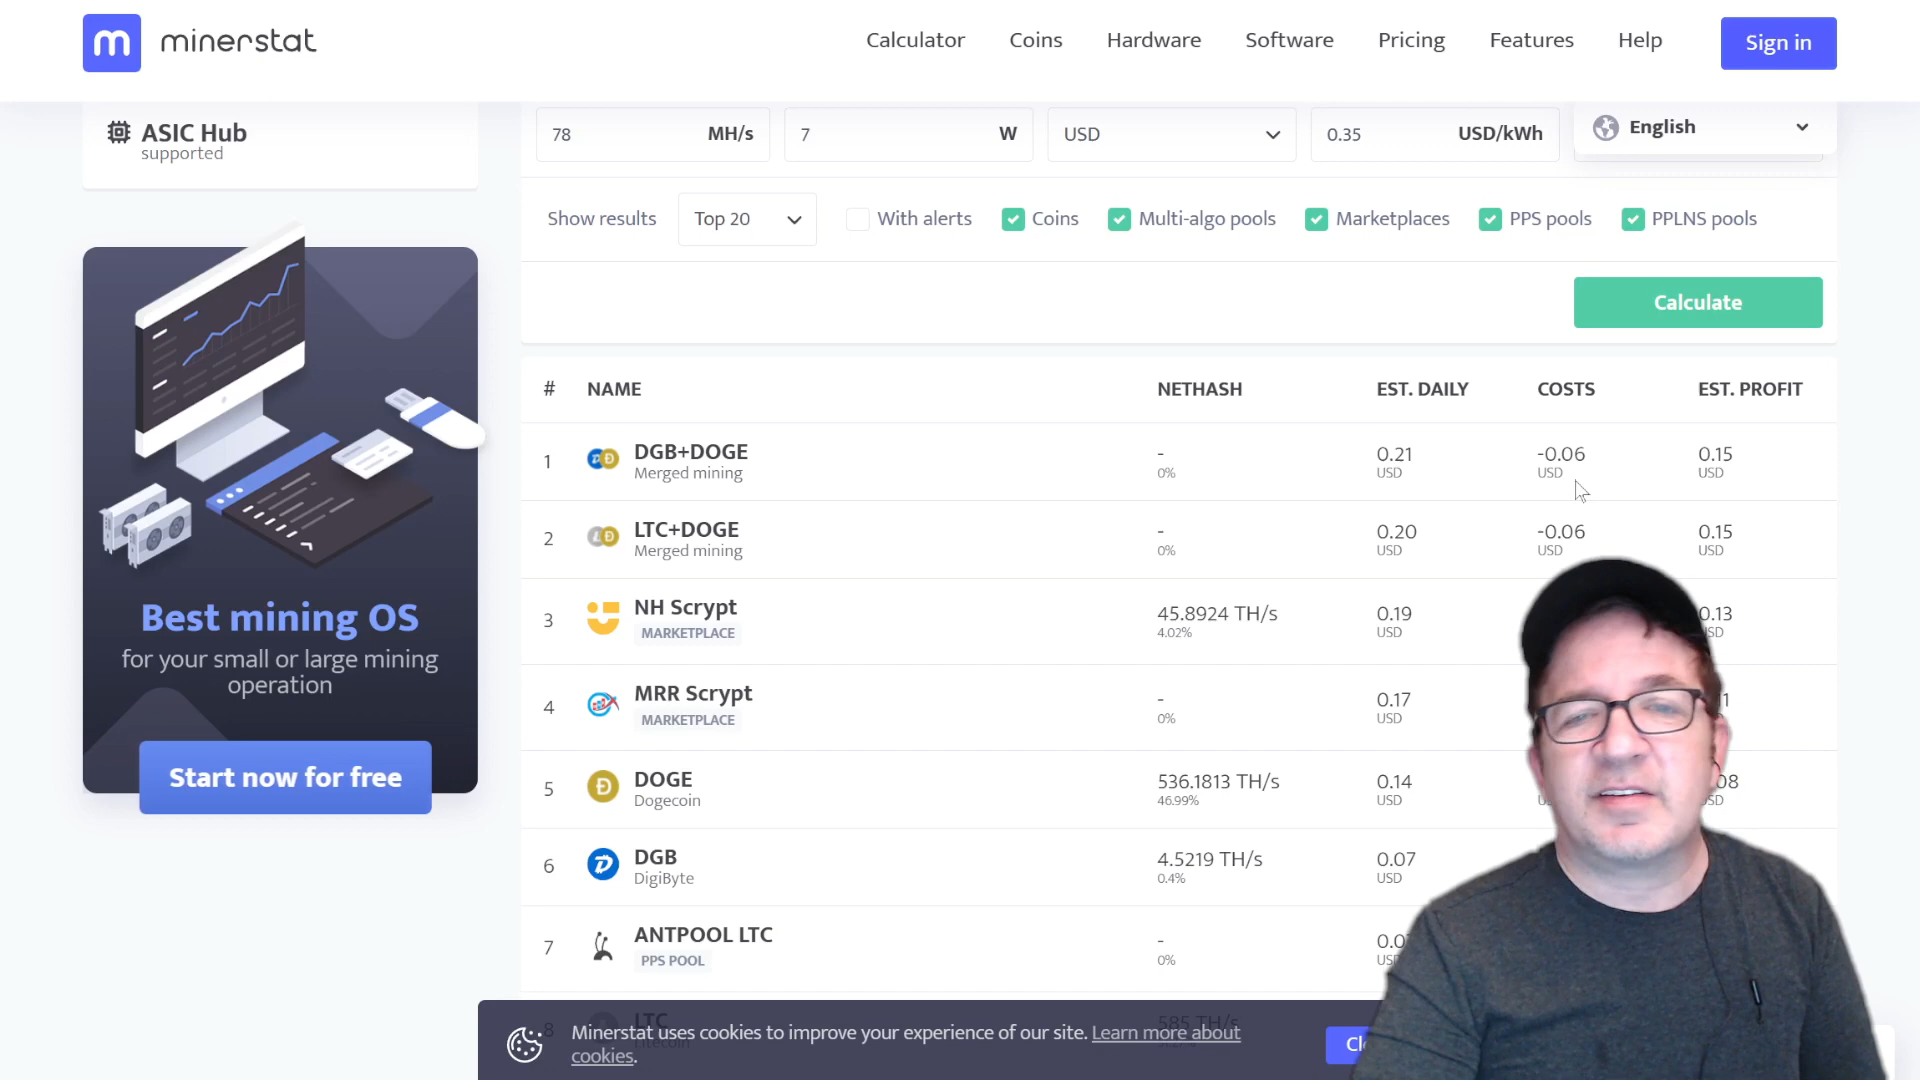 minerstat
Calculator Coins Hardware Software Pricing Features Help Sign in
ASIC Hub
supported
78 MH/s 7 W USD 0.35 USD/kWh English
Show results Top 20 With alerts Coins Multi-algo pools Marketplaces PPS pools PPLNS pools
Calculate
# NAME NETHASH EST. DAILY COSTS EST. PROFIT
1 DGB+DOGE - 0.21 -0.06 0.15
Merged mining 0% USD USD USD
2 LTC+DOGE - 0.20 -0.06 0.15
Merged mining 0% USD USD USD
3 NH Scrypt 45.8924 TH/s 0.19 0.13
MARKETPLACE 4.02% USD
4 MRR Scrypt - 0.17
MARKETPLACE 0% USD
5 DOGE 536.1813 TH/s 0.14
Dogecoin 46.99% USD
6 DGB 4.5219 TH/s 0.07
DigiByte 0.4% USD
7 ANTPOOL LTC -
PPS POOL 0%
8 LTC 585 TH/s
Litecoin
Best mining OS
for your small or large mining
operation
Start now for free
Minerstat uses cookies to improve your experience of our site. Learn more about
cookies.